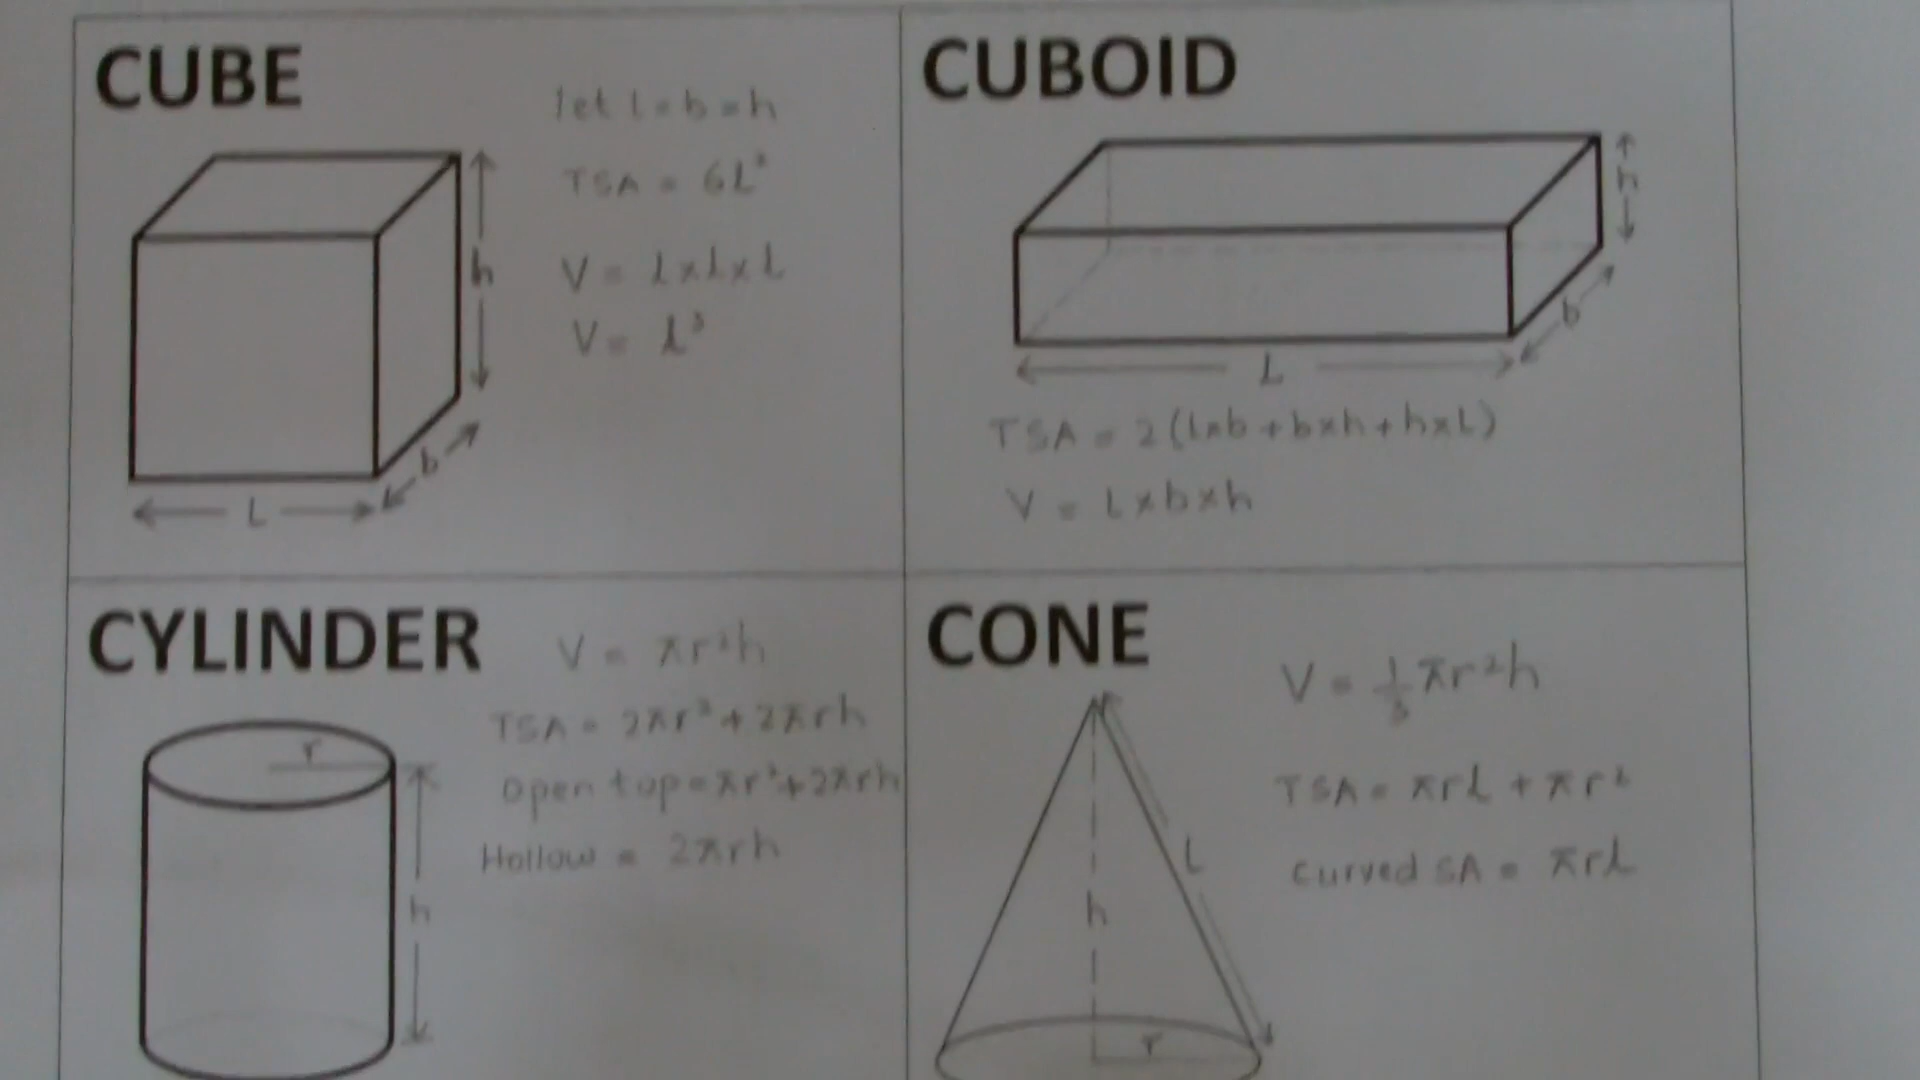 CUBE
let l = b = h
TSA = 6l²
V = l×l×l
V = l³
h
b
L
CUBOID
h
b
L
TSA = 2(l×b+b×h+h×L)
V = L×b×h
CYLINDER
V = πr²h
TSA = 2πr²+2πrh
open top=πr²+2πrh
Hollow = 2πrh
r
h
CONE
V = 1/3 πr²h
TSA = πrl + πr²
curved SA = πrl
L
h
r